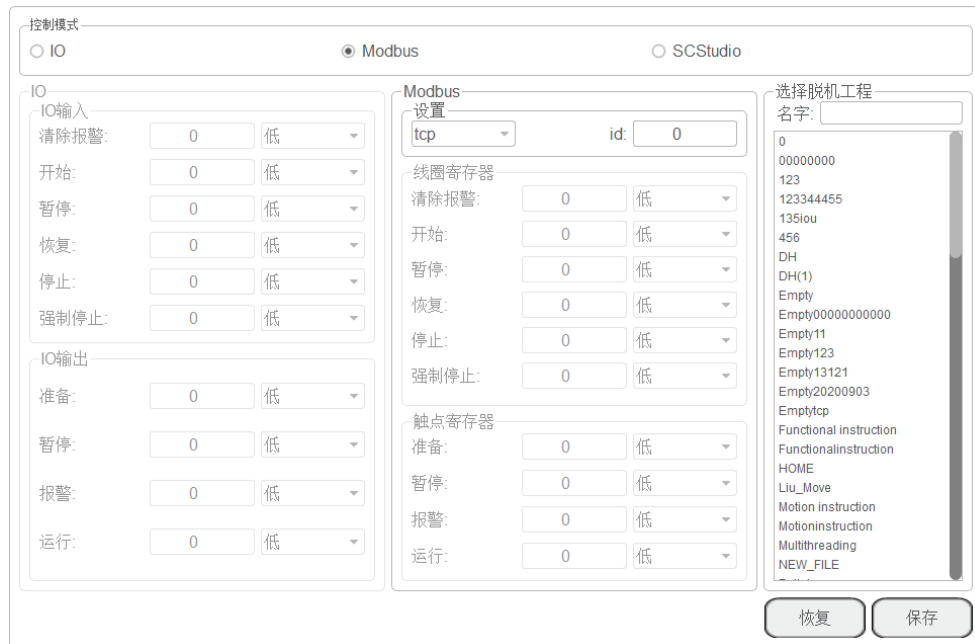 控制模式
IO
Modbus
SCStudio
IO
IO输入
清除报警: 0 低
开始: 0 低
暂停: 0 低
恢复: 0 低
停止: 0 低
强制停止: 0 低
IO输出
准备: 0 低
暂停: 0 低
报警: 0 低
运行: 0 低
Modbus
设置
tcp id: 0
线圈寄存器
清除报警: 0 低
开始: 0 低
暂停: 0 低
恢复: 0 低
停止: 0 低
强制停止: 0 低
触点寄存器
准备: 0 低
暂停: 0 低
报警: 0 低
运行: 0 低
选择脱机工程
名字:
0
00000000
123
123344455
135iou
456
DH
DH(1)
Empty
Empty00000000000
Empty11
Empty123
Empty13121
Empty20200903
Emptytcp
Functional instruction
Functionalinstruction
HOME
Liu_Move
Motion instruction
Motioninstruction
Multithreading
NEW_FILE
恢复 保存